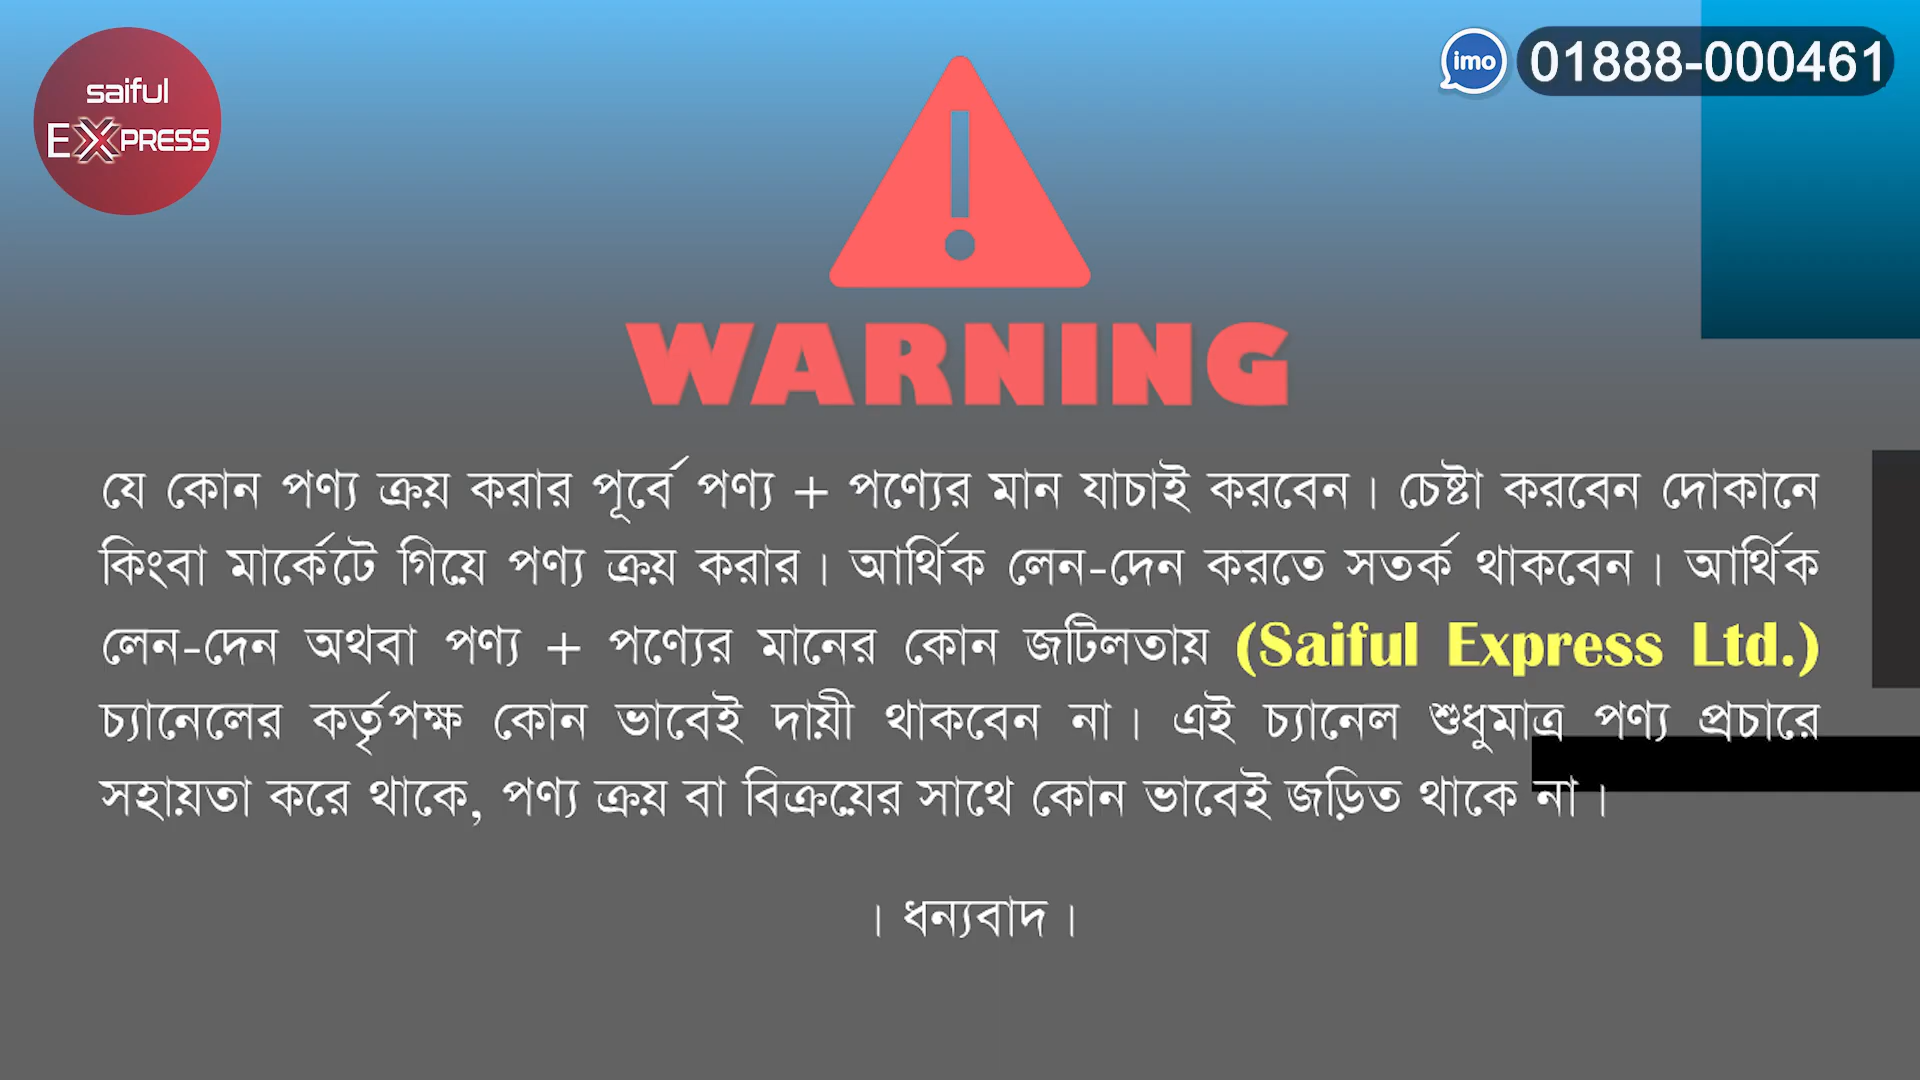 saiful
EXPRESS
imo 01888-000461
WARNING
যে কোন পণ্য ক্রয় করার পূর্বে পণ্য + পণ্যের মান যাচাই করবেন। চেষ্টা করবেন দোকানে
কিংবা মার্কেটে গিয়ে পণ্য ক্রয় করার। আর্থিক লেন-দেন করতে সতর্ক থাকবেন। আর্থিক
লেন-দেন অথবা পণ্য + পণ্যের মানের কোন জটিলতায় (Saiful Express Ltd.)
চ্যানেলের কর্তৃপক্ষ কোন ভাবেই দায়ী থাকবেন না। এই চ্যানেল শুধুমাত্র পণ্য প্রচারে
সহায়তা করে থাকে, পণ্য ক্রয় বা বিক্রয়ের সাথে কোন ভাবেই জড়িত থাকে না।
। ধন্যবাদ।